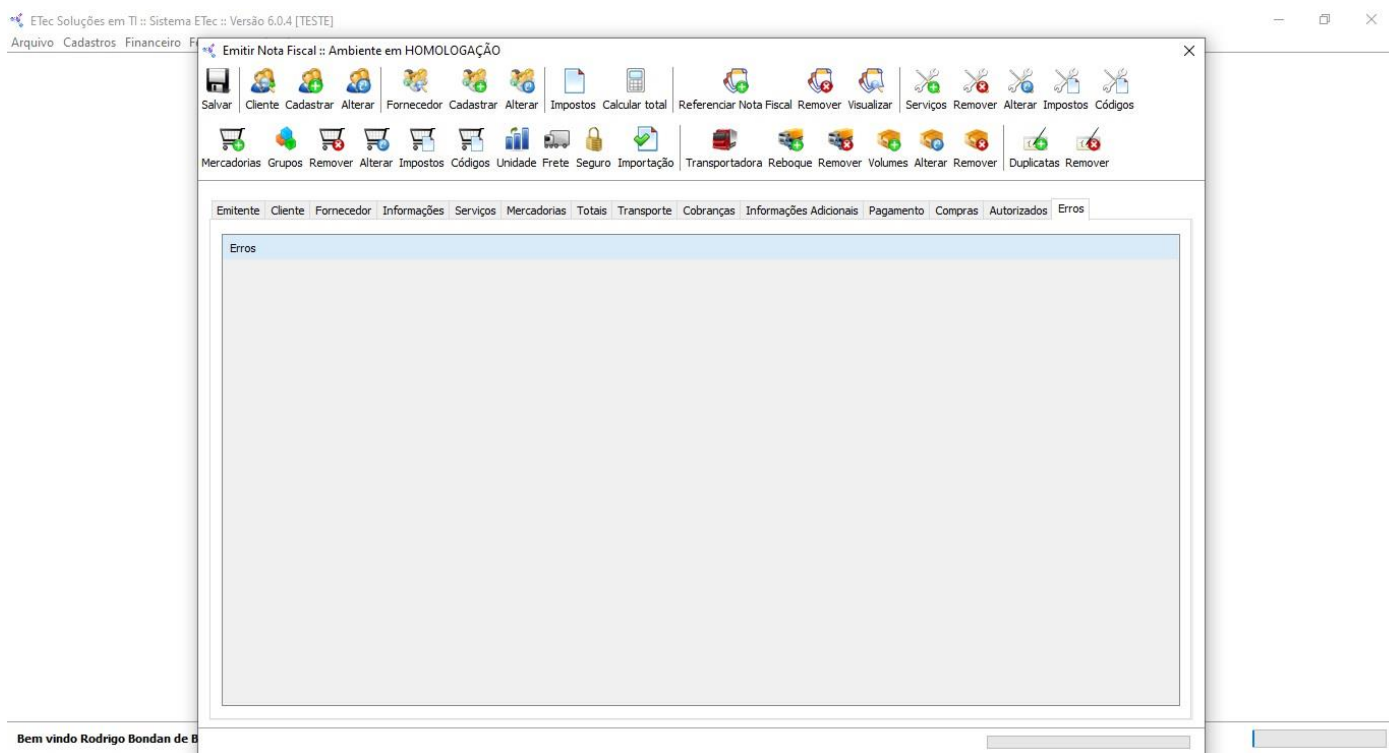 ETec Soluções em TI :: Sistema ETec :: Versão 6.0.4 [TESTE]
Arquivo Cadastros Financeiro
Emitir Nota Fiscal :: Ambiente em HOMOLOGAÇÃO
Salvar Cliente Cadastrar Alterar Fornecedor Cadastrar Alterar Impostos Calcular total Referenciar Nota Fiscal Remover Visualizar Serviços Remover Alterar Impostos Códigos
Mercadorias Grupos Remover Alterar Impostos Códigos Unidade Frete Seguro Importação Transportadora Reboque Remover Volumes Alterar Remover Duplicatas Remover
Emitente Cliente Fornecedor Informações Serviços Mercadorias Totais Transporte Cobranças Informações Adicionais Pagamento Compras Autorizados Erros
Erros
Bem vindo Rodrigo Bondan de B